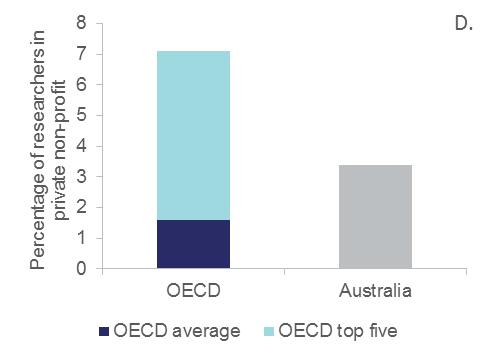 D.
Percentage of researchers in
private non-profit
8
7
6
5
4
3
2
1
0
OECD
Australia
OECD average
OECD top five